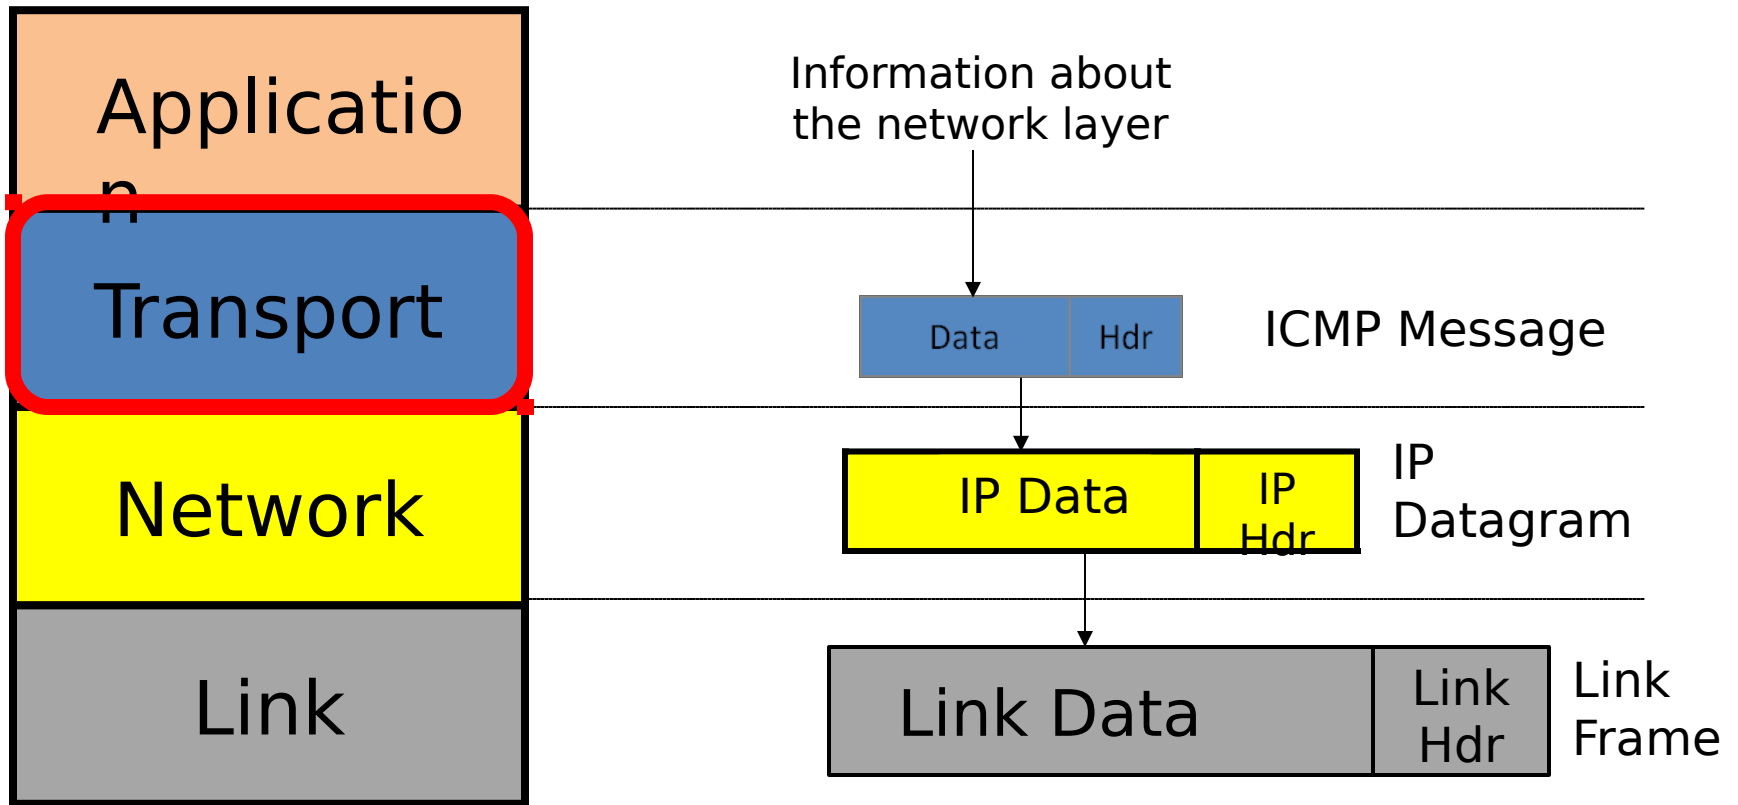 Applicatio
n
Transport
Network
Link
Information about
the network layer
Data
Hdr
ICMP Message
IP Data
IP
Hdr
IP
Datagram
Link Data
Link
Hdr
Link
Frame